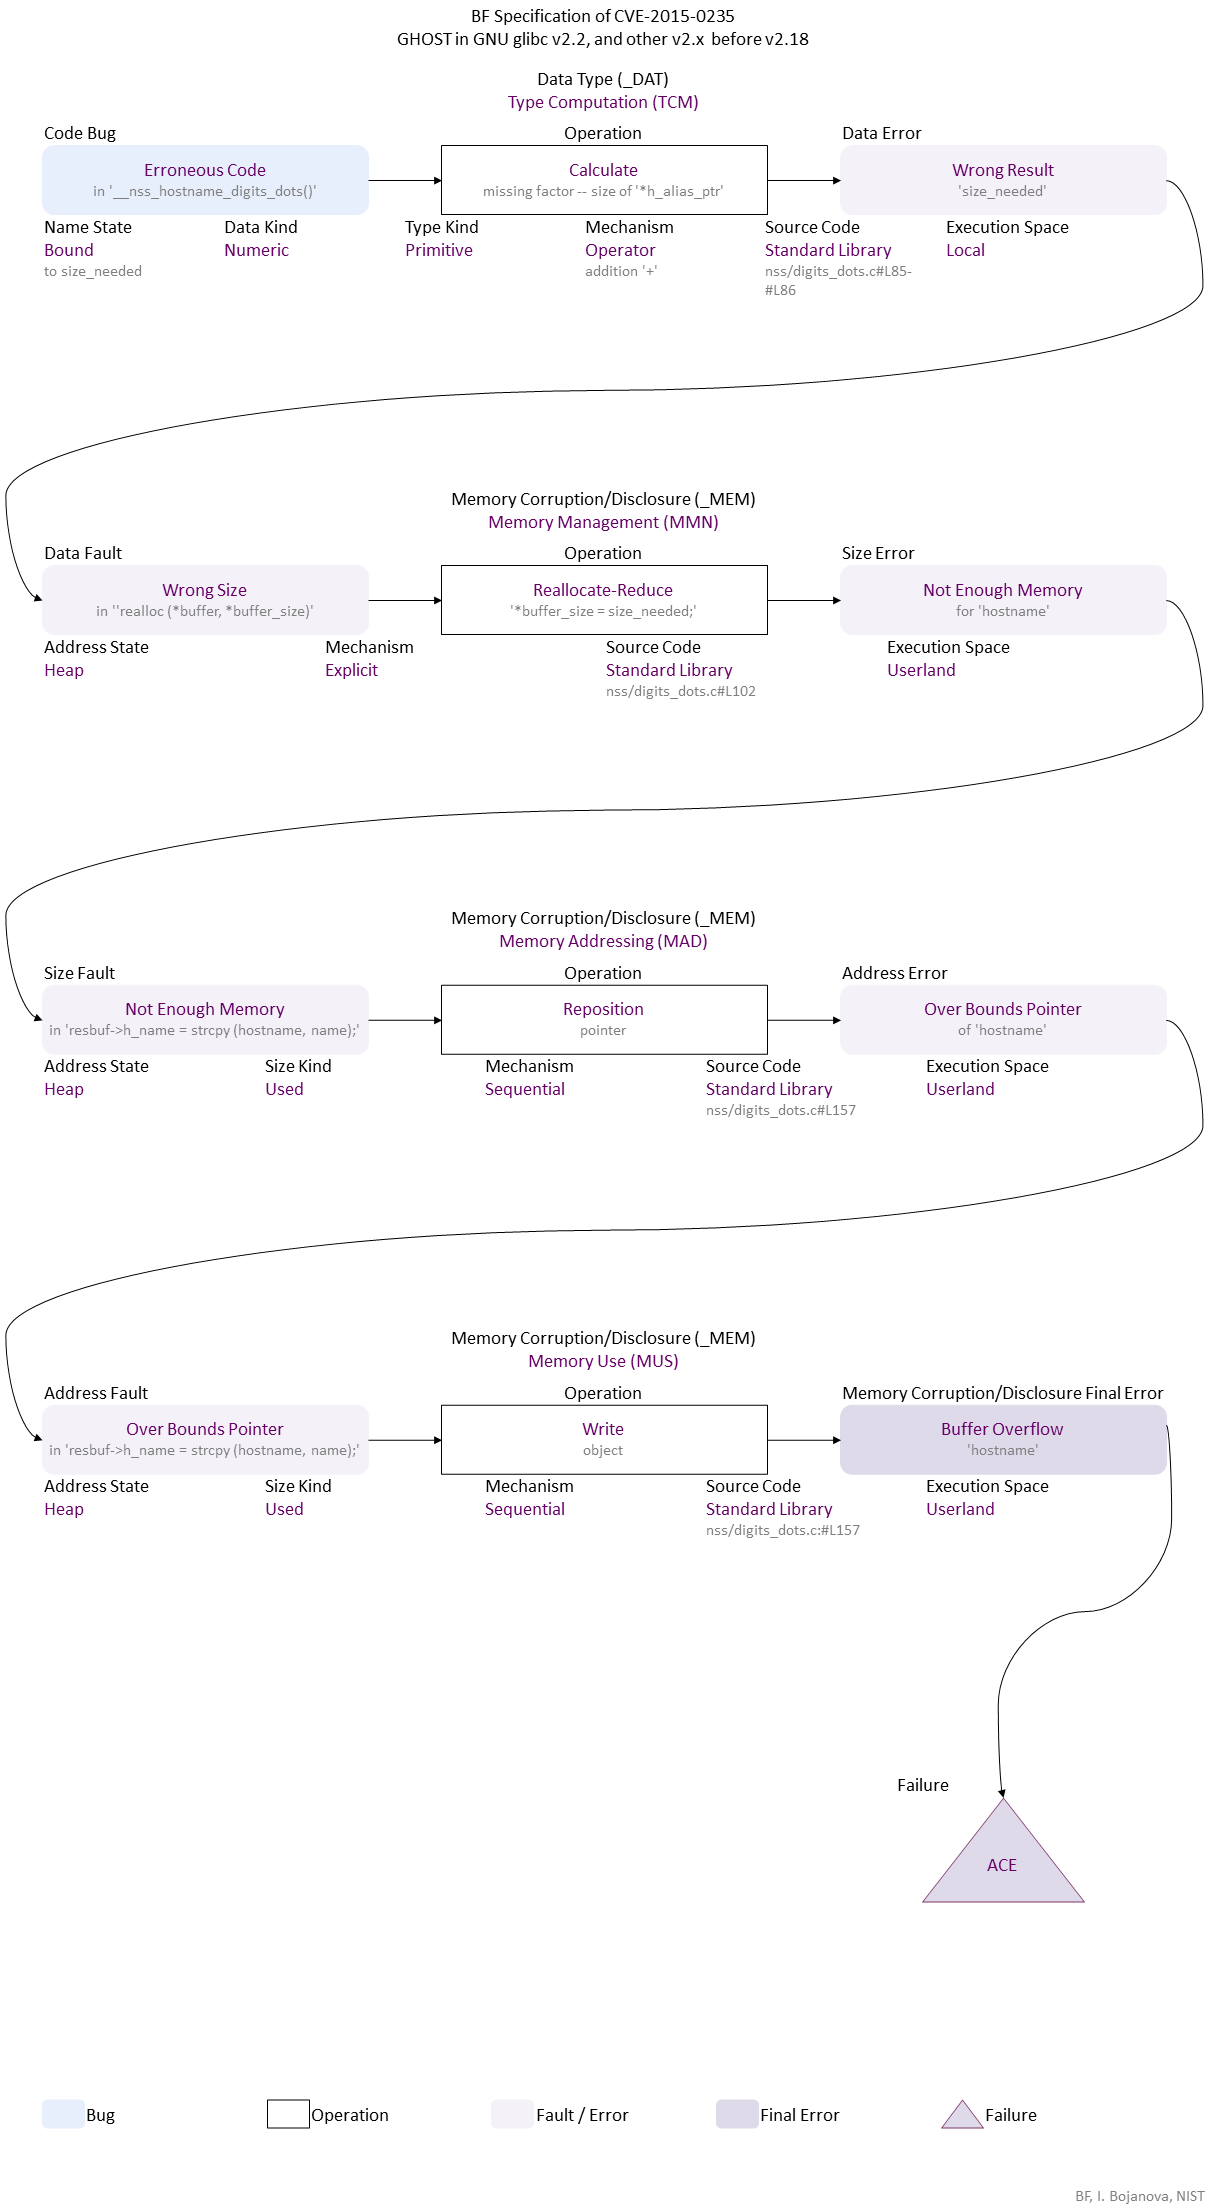 BF Specification of CVE-2015-0235
GHOST in GNU glibc v2.2, and other v2.x before v2.18
Data Type (_DAT)
Type Computation (TCM)
Code Bug Operation Data Error
Erroneous Code Calculate Wrong Result
in '__nss_hostname_digits_dots()' missing factor -- size of '*h_alias_ptr' 'size_needed'
Name State Data Kind Type Kind Mechanism Source Code Execution Space
Bound Numeric Primitive Operator Standard Library Local
to size_needed addition '+' nss/digits_dots.c#L85-
#L86
Memory Corruption/Disclosure (_MEM)
Memory Management (MMN)
Data Fault Operation Size Error
Wrong Size Reallocate-Reduce Not Enough Memory
in ''realloc (*buffer, *buffer_size)' '*buffer_size = size_needed;' for 'hostname'
Address State Mechanism Source Code Execution Space
Heap Explicit Standard Library Userland
nss/digits_dots.c#L102
Memory Corruption/Disclosure (_MEM)
Memory Addressing (MAD)
Size Fault Operation Address Error
Not Enough Memory Reposition Over Bounds Pointer
in 'resbuf->h_name = strcpy (hostname, name);' pointer of 'hostname'
Address State Size Kind Mechanism Source Code Execution Space
Heap Used Sequential Standard Library Userland
nss/digits_dots.c#L157
Memory Corruption/Disclosure (_MEM)
Memory Use (MUS)
Address Fault Operation Memory Corruption/Disclosure Final Error
Over Bounds Pointer Write Buffer Overflow
in 'resbuf->h_name = strcpy (hostname, name);' object 'hostname'
Address State Size Kind Mechanism Source Code Execution Space
Heap Used Sequential Standard Library Userland
nss/digits_dots.c:#L157
Failure
ACE
Bug Operation Fault / Error Final Error Failure
BF, I. Bojanova, NIST